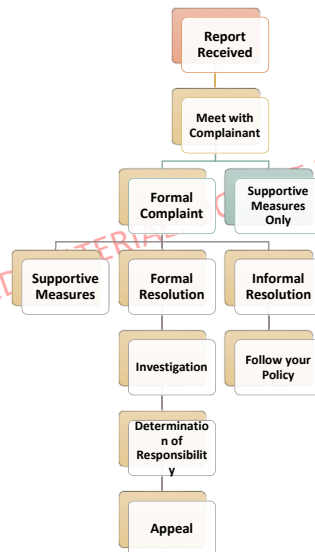 Report
Received
Meet with
Complainant
Formal
Complaint
Supportive
Measures
Only
Supportive
Measures
Formal
Resolution
Informal
Resolution
Investigation
Follow your
Policy
Determinatio
n of
Responsibilit
y
Appeal